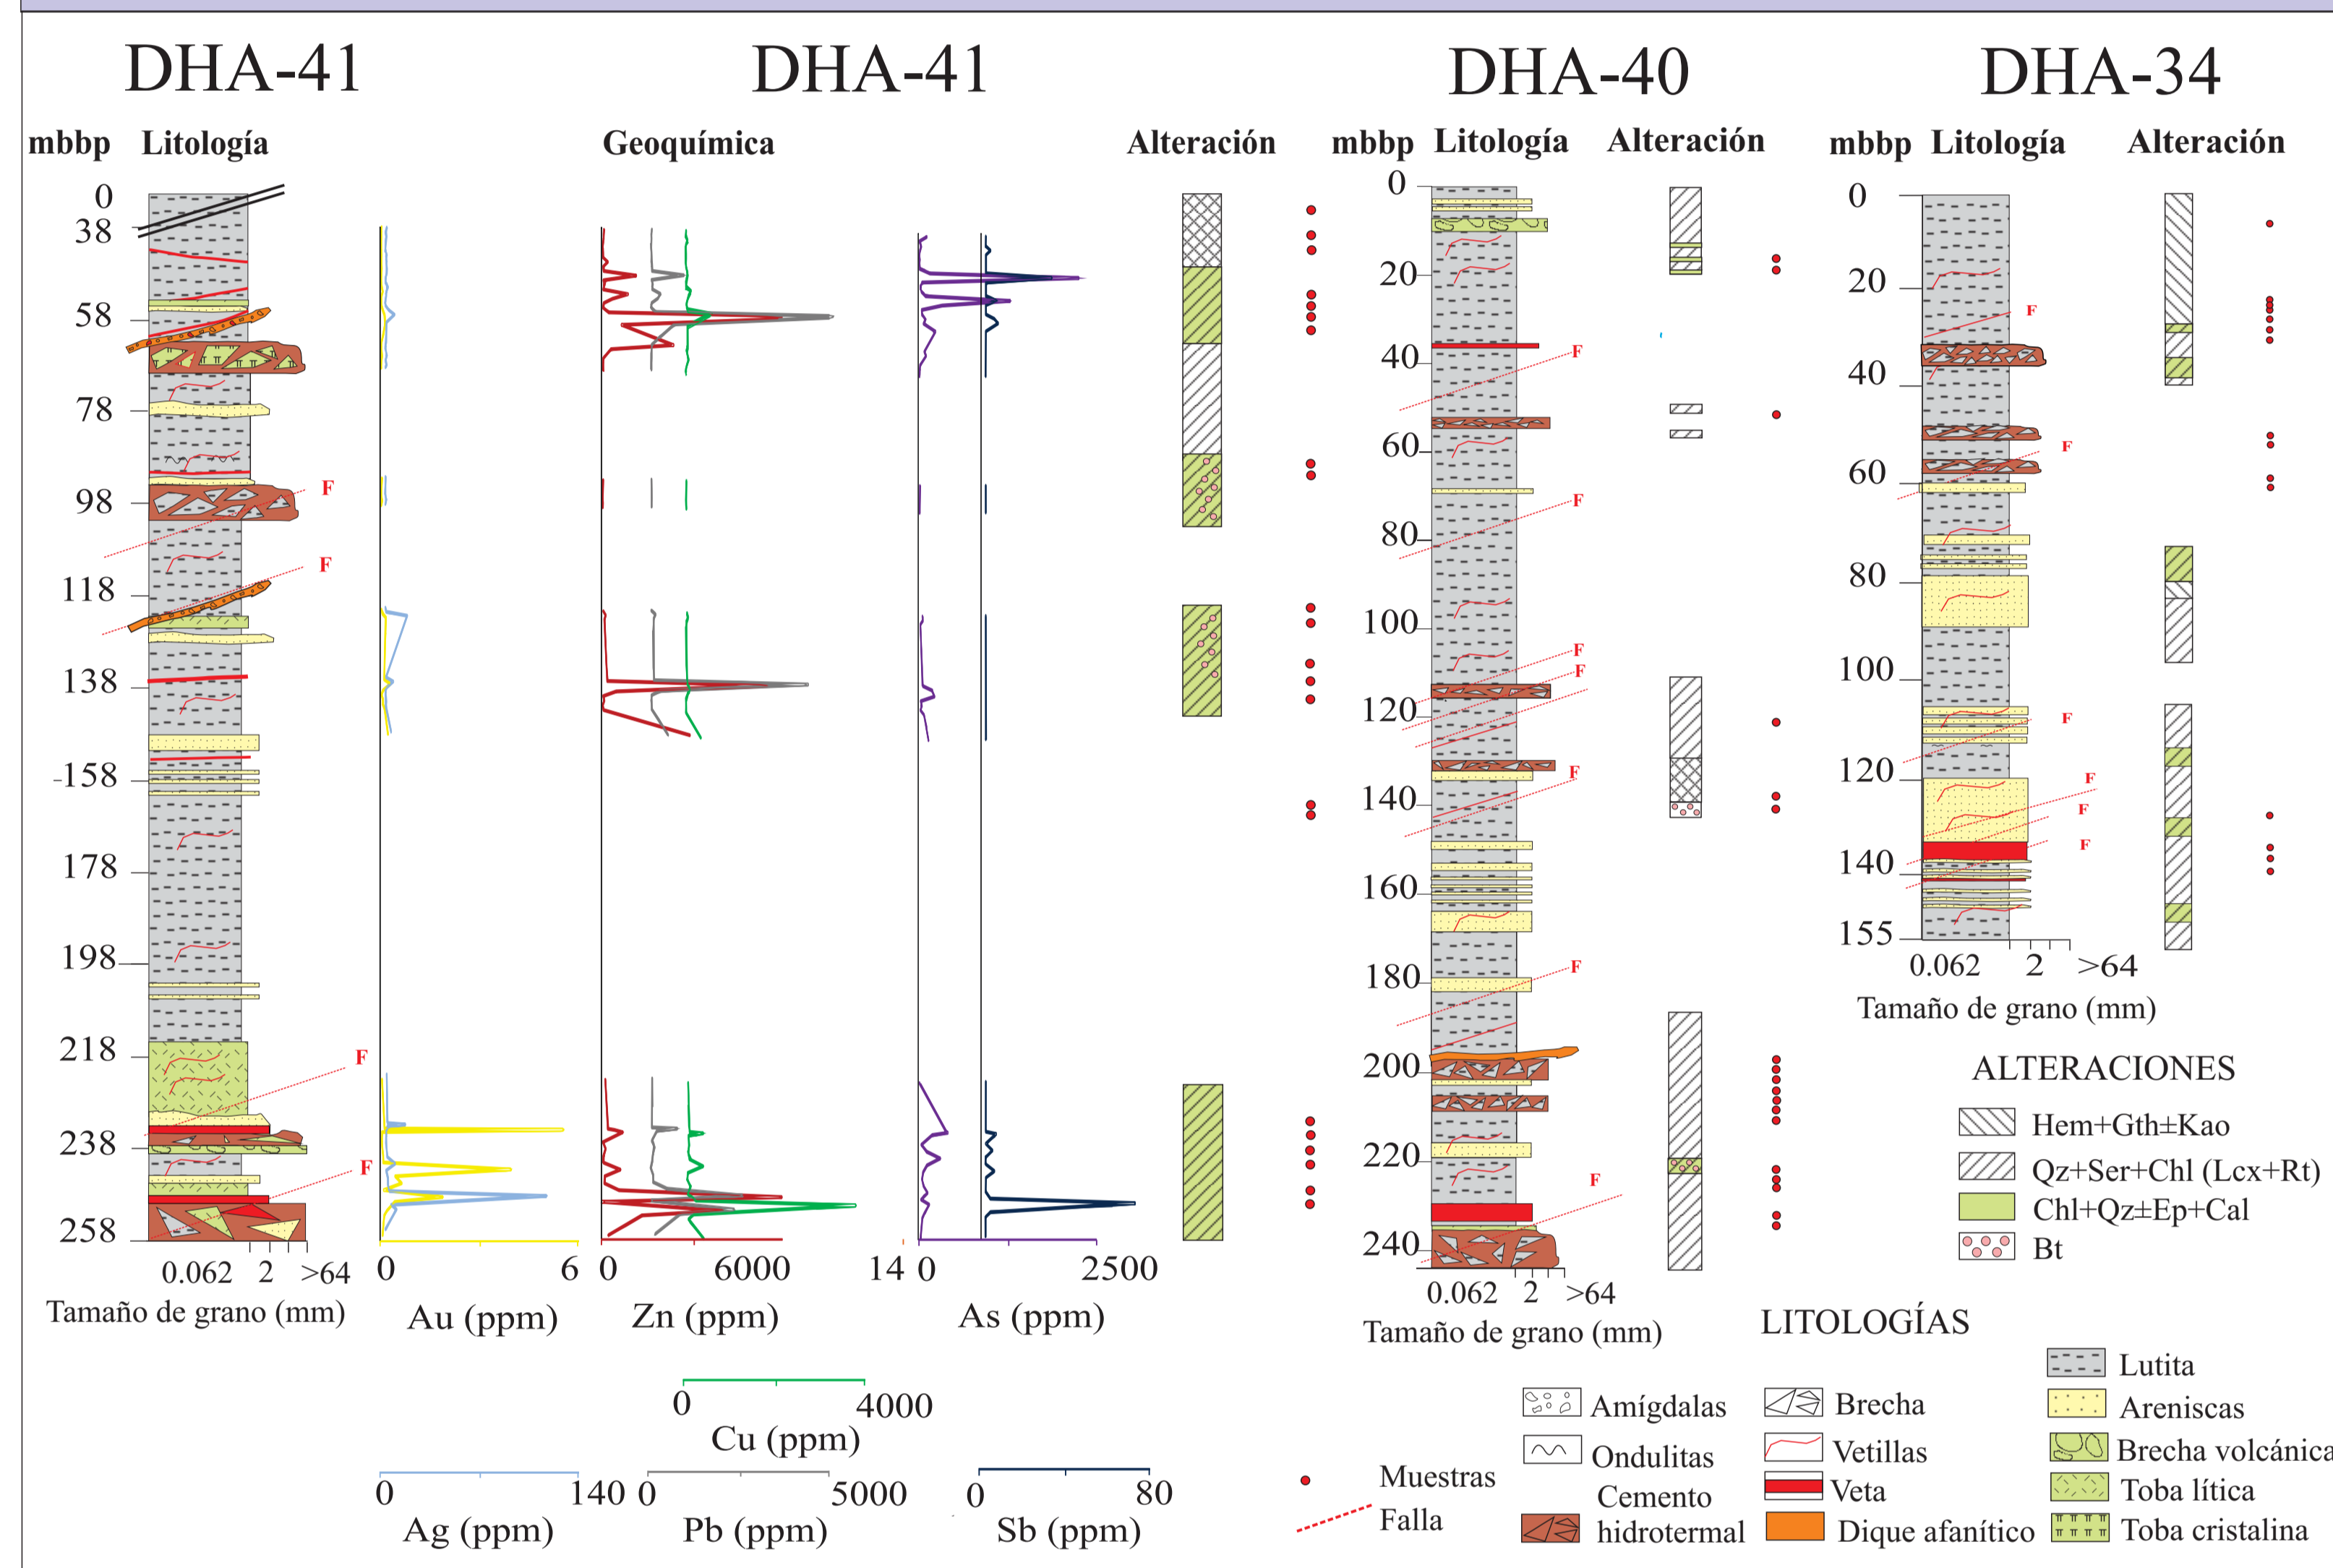 DHA-41 DHA-41 DHA-40 DHA-34
mbbp Litología Geoquímica Alteración mbbp Litología Alteración mbbp Litología Alteración
0
38
58
78
98
118
138
-158
178
198
218
238
258
F
F
F
F
0.062 2 >64
Tamaño de grano (mm)
0 6
Au (ppm)
0 6000 14
Zn (ppm)
0 2500
As (ppm)
0 4000
Cu (ppm)
0 140
Ag (ppm)
0 5000
Pb (ppm)
0 80
Sb (ppm)
0
20
40
60
80
100
120
140
160
180
200
220
240
F
F
F
F
F
F
F
0.062 2 >64
Tamaño de grano (mm)
0
20
40
60
80
100
120
140
155
F
F
F
F
F
F
0.062 2 >64
Tamaño de grano (mm)
ALTERACIONES
Hem+Gth±Kao
Qz+Ser+Chl (Lcx+Rt)
Chl+Qz±Ep+Cal
Bt
LITOLOGÍAS
Muestras
Falla
Amígdalas
Ondulitas
Cemento
hidrotermal
Brecha
Vetillas
Veta
Dique afanítico
Lutita
Areniscas
Brecha volcánica
Toba lítica
Toba cristalina